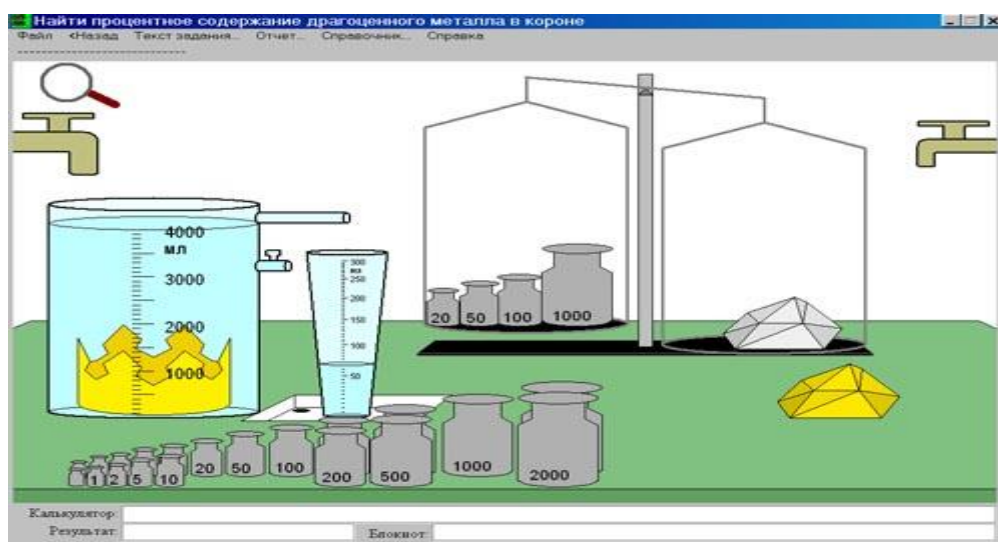 Найти процентное содержание драгоценного металла в короне
Файл <Назад Текст задания... Отчет... Справочник... Справка
4000
мл
3000
2000
1000
300
мл
250
200
150
100
50
20 50 100 1000
1 2 5 10 20 50 100 200 500 1000 2000
Калькулятор:
Результат: Блокнот: